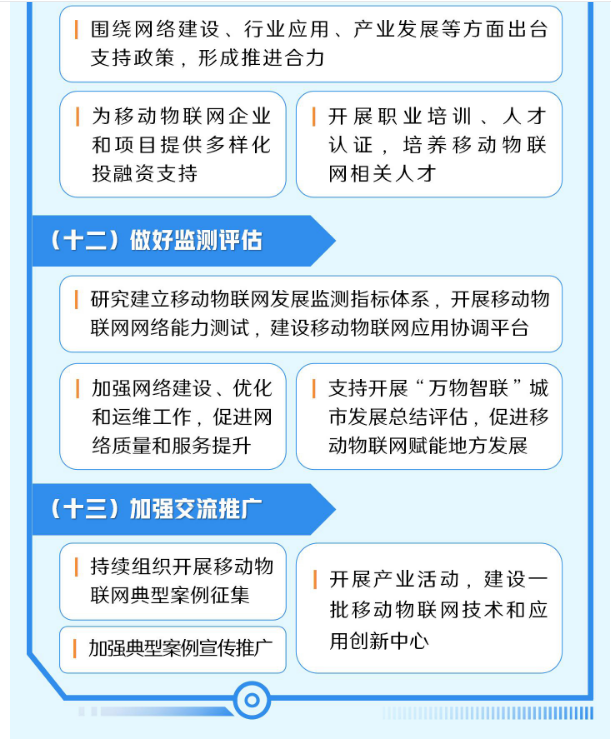 围绕网络建设、行业应用、产业发展等方面出台
支持政策，形成推进合力
为移动物联网企业
和项目提供多样化
投融资支持
开展职业培训、人才
认证，培养移动物联
网相关人才
（十二）做好监测评估
研究建立移动物联网发展监测指标体系，开展移动物
联网网络能力测试，建设移动物联网应用协调平台
加强网络建设、优化
和运维工作，促进网
络质量和服务提升
支持开展“万物智联”城
市发展总结评估，促进移
动物联网赋能地方发展
（十三）加强交流推广
持续组织开展移动物
联网典型案例征集
加强典型案例宣传推广
开展产业活动，建设一
批移动物联网技术和应
用创新中心